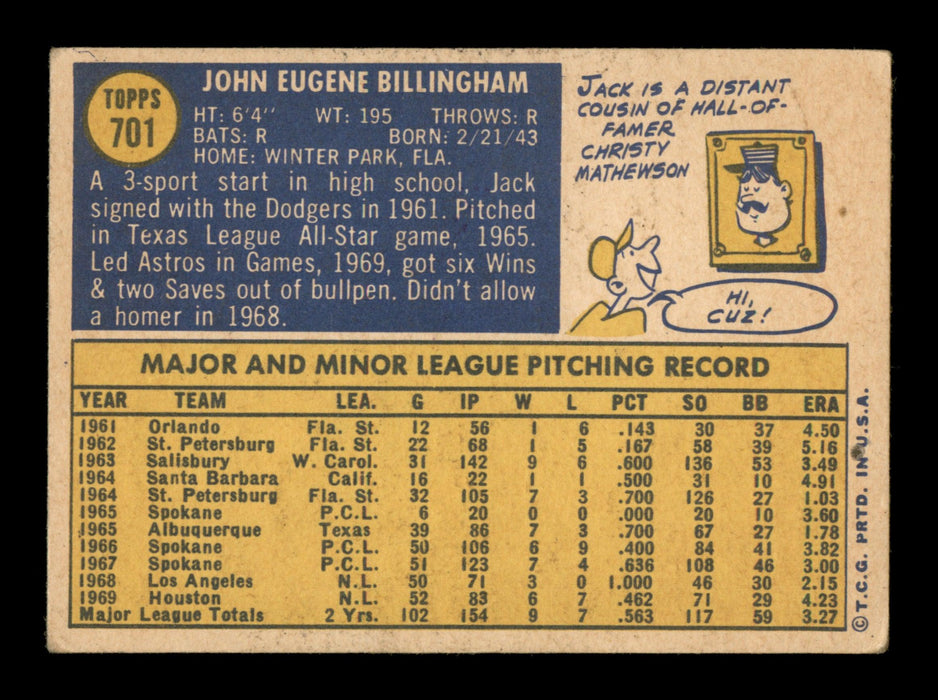 TOPPS
701
JOHN EUGENE BILLINGHAM
HT: 6'4" WT: 195 THROWS: R
BATS: R BORN: 2/21/43
HOME: WINTER PARK, FLA.
A 3-sport start in high school, Jack
signed with the Dodgers in 1961. Pitched
in Texas League All-Star game, 1965.
Led Astros in Games, 1969, got six Wins
& two Saves out of bullpen. Didn't allow
a homer in 1968.
JACK IS A DISTANT
COUSIN OF HALL-OF-
FAMER
CHRISTY
MATHEWSON
HI,
CUZ!
MAJOR AND MINOR LEAGUE PITCHING RECORD
YEAR TEAM LEA. G IP W L PCT SO BB ERA
1961 Orlando Fla. St. 12 56 1 6 .143 30 37 4.50
1962 St. Petersburg Fla. St. 22 68 1 5 .167 58 39 5.16
1963 Salisbury W. Carol. 31 142 9 6 .600 136 53 3.49
1964 Santa Barbara Calif. 16 22 1 1 .500 31 10 4.91
1964 St. Petersburg Fla. St. 32 105 7 3 .700 126 27 1.03
1965 Spokane P.C.L. 6 20 0 0 .000 20 10 3.60
1965 Albuquerque Texas 39 86 7 3 .700 67 27 1.78
1966 Spokane P.C.L. 50 106 6 9 .400 84 41 3.82
1967 Spokane P.C.L. 51 123 7 4 .636 108 46 3.00
1968 Los Angeles N.L. 50 71 3 0 1.000 46 30 2.15
1969 Houston N.L. 52 83 6 7 .462 71 29 4.23
Major League Totals 2 Yrs. 102 154 9 7 .563 117 59 3.27
©T.C.G. PRTD. IN U.S.A.